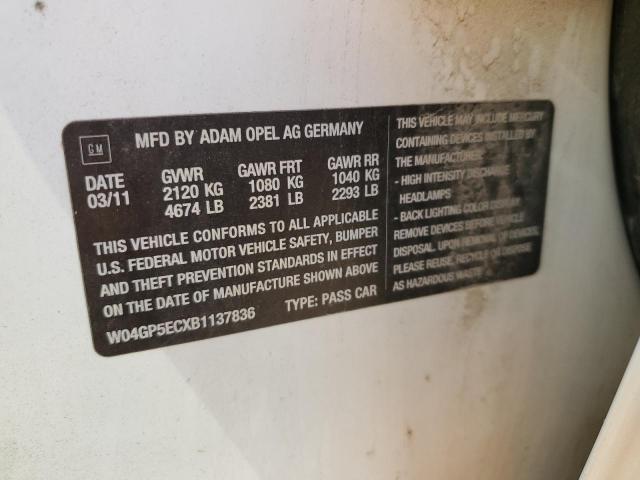 GM
MFD BY ADAM OPEL AG GERMANY
DATE GVWR GAWR FRT GAWR RR
03/11 2120 KG 1080 KG 1040 KG
4674 LB 2381 LB 2293 LB
THIS VEHICLE CONFORMS TO ALL APPLICABLE
U.S. FEDERAL MOTOR VEHICLE SAFETY, BUMPER
AND THEFT PREVENTION STANDARDS IN EFFECT
ON THE DATE OF MANUFACTURE SHOWN ABOVE
W04GP5ECXB1137836 TYPE: PASS CAR
THIS VEHICLE MAY INCLUDE MERCURY
CONTAINING DEVICES INSTALLED BY
THE MANUFACTURER:
- HIGH INTENSITY DISCHARGE
HEADLAMPS
- BACK LIGHTING COLOR DISPLAY
REMOVE DEVICES BEFORE VEHICLE
DISPOSAL. UPON REMOVAL OF DEVICES,
PLEASE REUSE, RECYCLE OR DISPOSE
AS HAZARDOUS WASTE